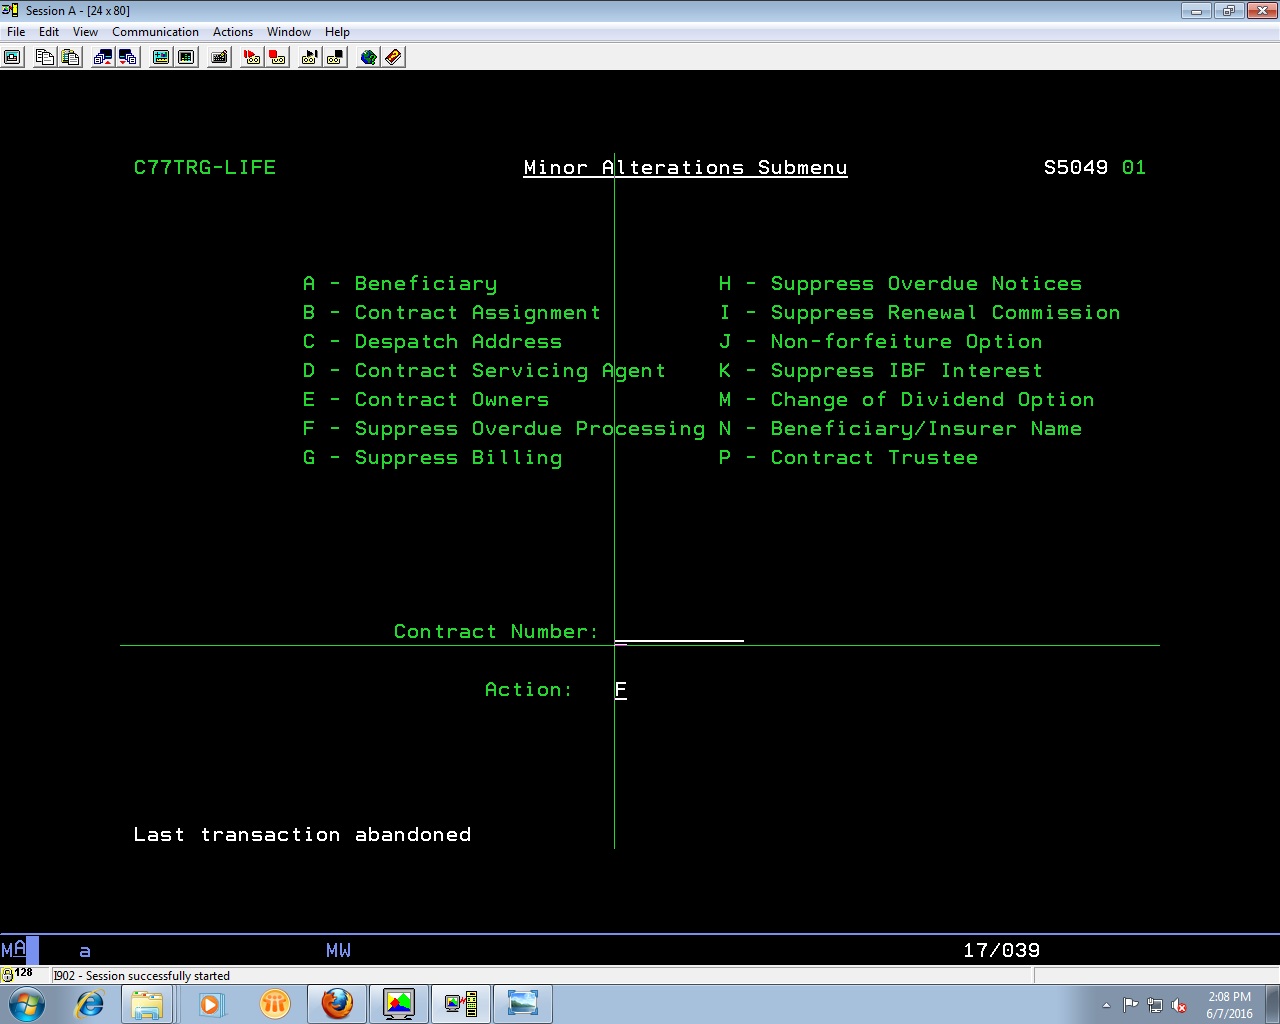 Session A - [24 x 80]
File Edit View Communication Actions Window Help
C77TRG-LIFE Minor Alterations Submenu S5049 01
A - Beneficiary H - Suppress Overdue Notices
B - Contract Assignment I - Suppress Renewal Commission
C - Despatch Address J - Non-forfeiture Option
D - Contract Servicing Agent K - Suppress IBF Interest
E - Contract Owners M - Change of Dividend Option
F - Suppress Overdue Processing N - Beneficiary/Insurer Name
G - Suppress Billing P - Contract Trustee
Contract Number:
Action: F
Last transaction abandoned
MA a MW 17/039
128 I902 - Session successfully started
2:08 PM
6/7/2016